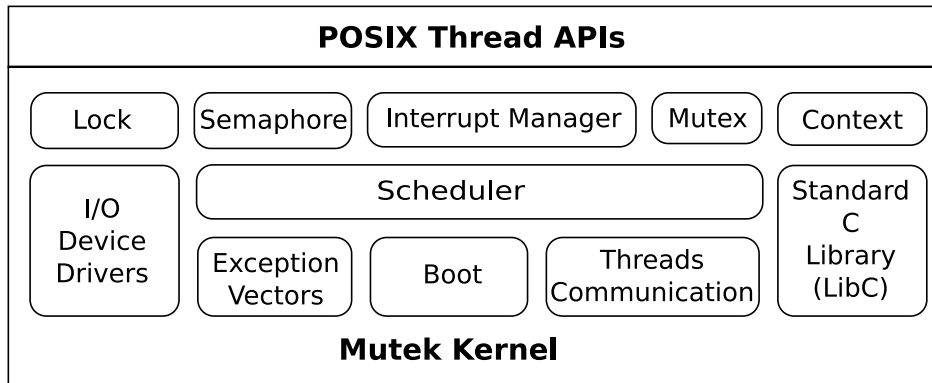 POSIX Thread APIs
Lock
Semaphore
Interrupt Manager
Mutex
Context
I/O
Device
Drivers
Scheduler
Standard
C
Library
(LibC)
Exception
Vectors
Boot
Threads
Communication
Mutek Kernel